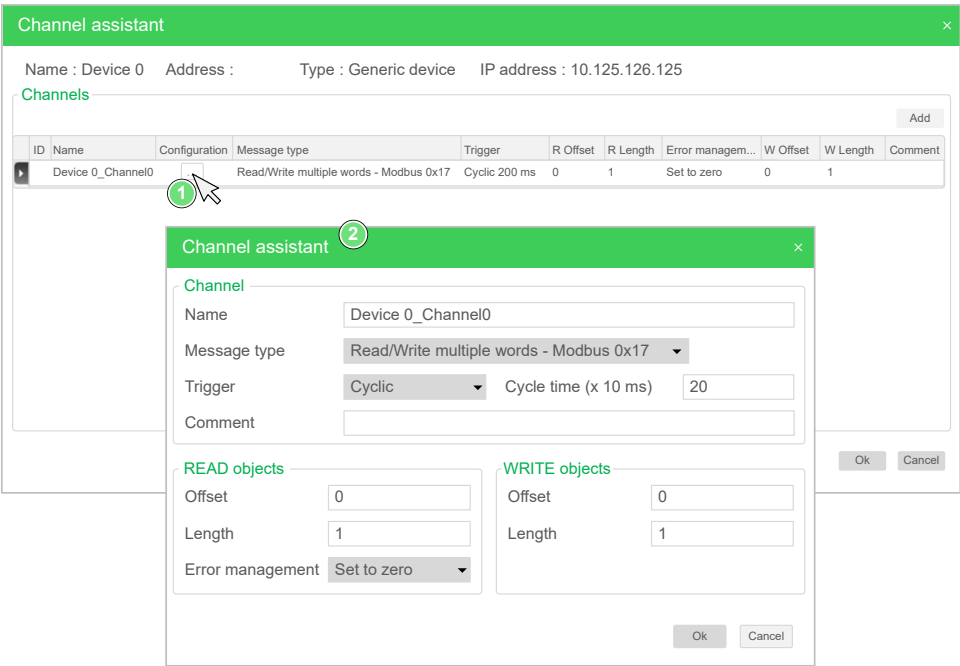 Channel assistant ×
Name : Device 0 Address : Type : Generic device IP address : 10.125.126.125
Channels
Add
ID Name Configuration Message type Trigger R Offset R Length Error managem... W Offset W Length Comment
Device 0_Channel0 ... Read/Write multiple words - Modbus 0x17 Cyclic 200 ms 0 1 Set to zero 0 1
1
2
Channel assistant ×
Channel
Name Device 0_Channel0
Message type Read/Write multiple words - Modbus 0x17
Trigger Cyclic Cycle time (x 10 ms) 20
Comment
Ok Cancel
READ objects WRITE objects
Offset 0 Offset 0
Length 1 Length 1
Error management Set to zero
Ok Cancel